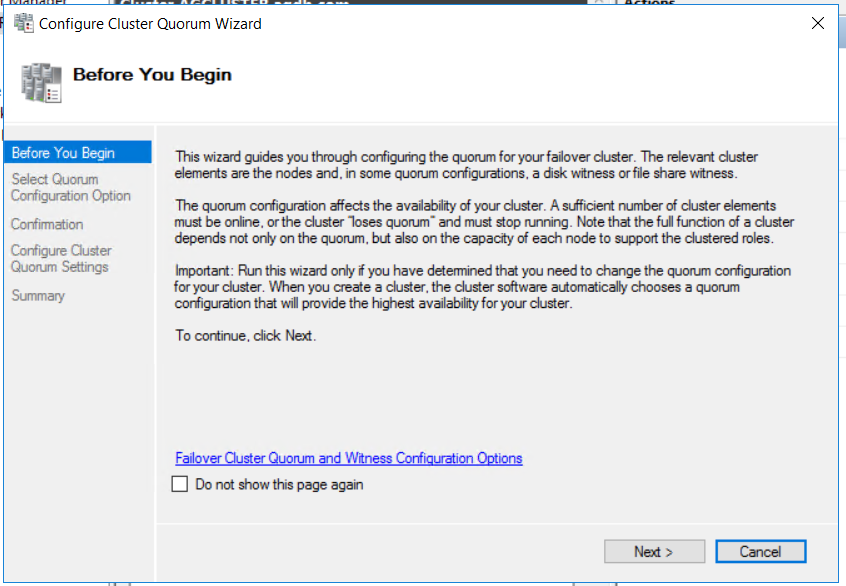 Configure Cluster Quorum Wizard
Before You Begin
Before You Begin
Select Quorum
Configuration Option
Confirmation
Configure Cluster
Quorum Settings
Summary
This wizard guides you through configuring the quorum for your failover cluster. The relevant cluster
elements are the nodes and, in some quorum configurations, a disk witness or file share witness.
The quorum configuration affects the availability of your cluster. A sufficient number of cluster elements
must be online, or the cluster "loses quorum" and must stop running. Note that the full function of a cluster
depends not only on the quorum, but also on the capacity of each node to support the clustered roles.
Important: Run this wizard only if you have determined that you need to change the quorum configuration
for your cluster. When you create a cluster, the cluster software automatically chooses a quorum
configuration that will provide the highest availability for your cluster.
To continue, click Next.
Failover Cluster Quorum and Witness Configuration Options
Do not show this page again
Next >
Cancel